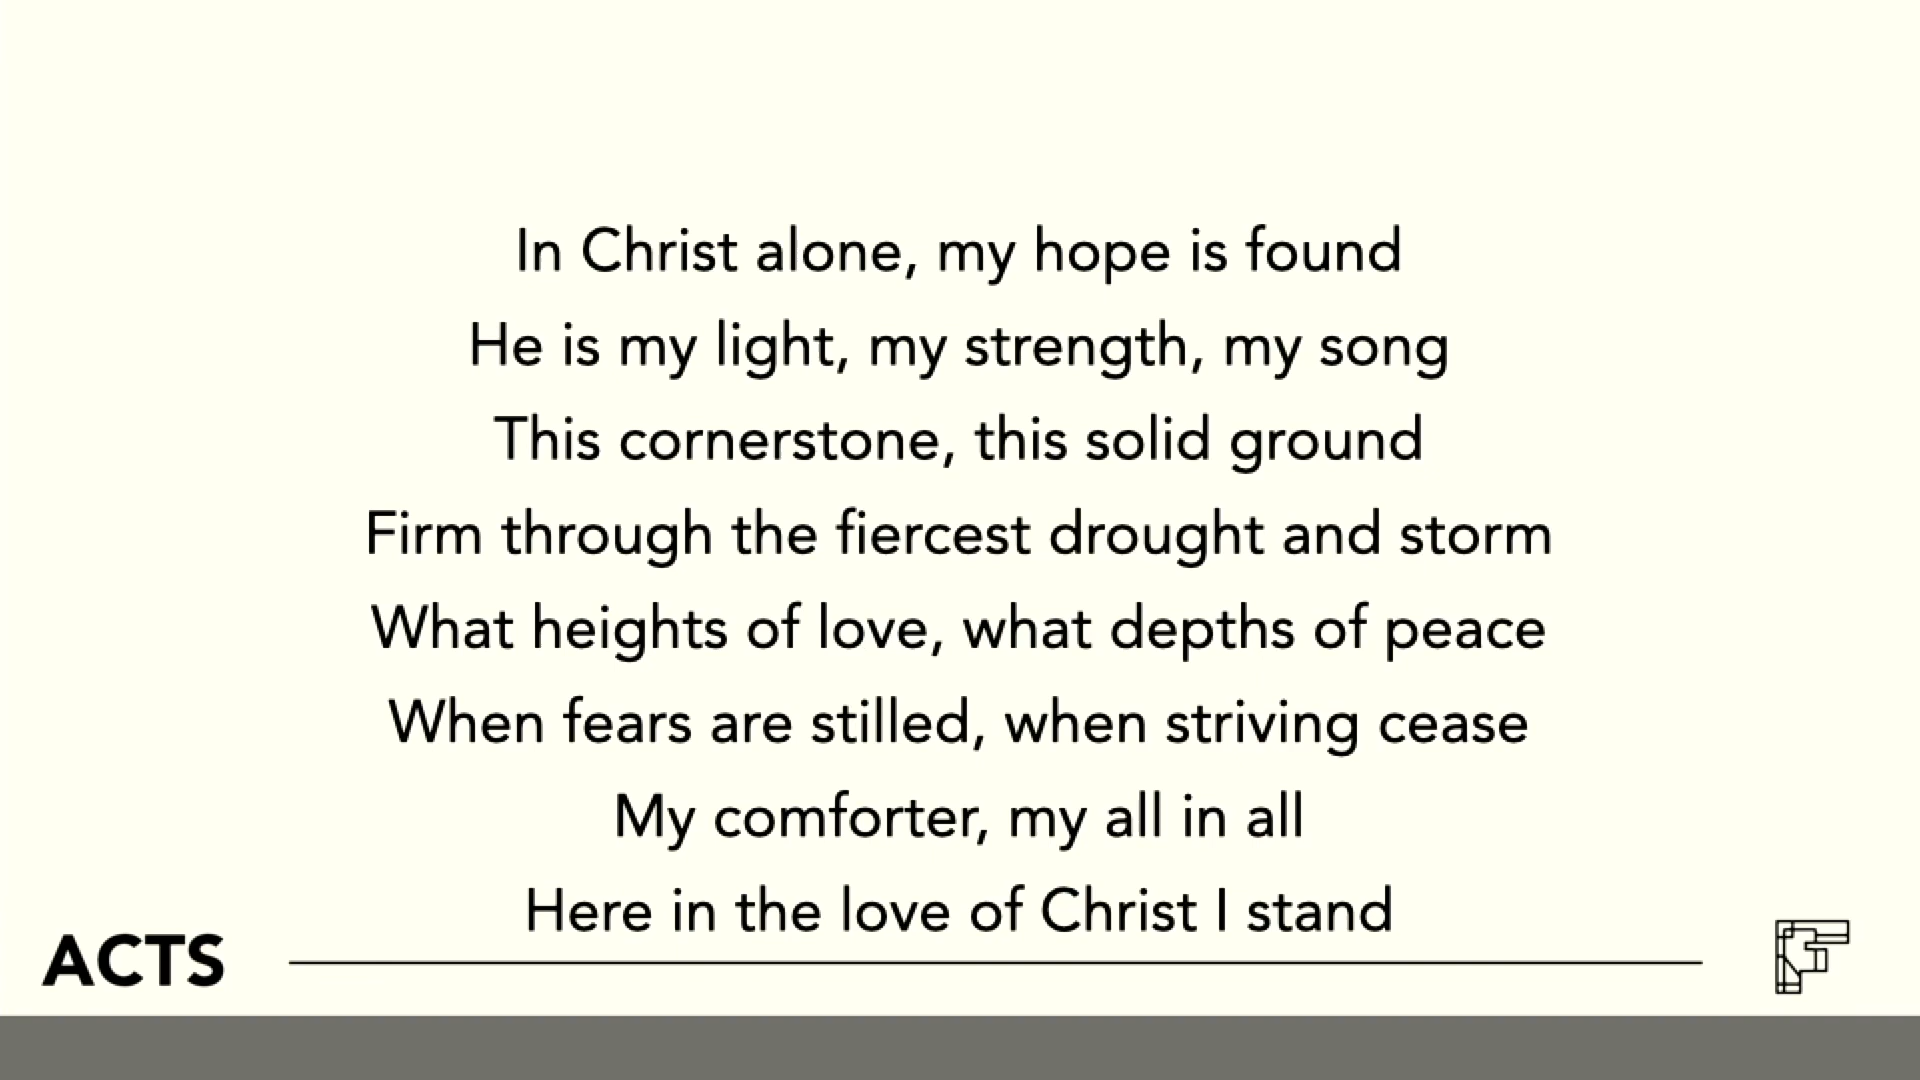 In Christ alone, my hope is found
He is my light, my strength, my song
This cornerstone, this solid ground
Firm through the fiercest drought and storm
What heights of love, what depths of peace
When fears are stilled, when striving cease
My comforter, my all in all
Here in the love of Christ I stand
ACTS